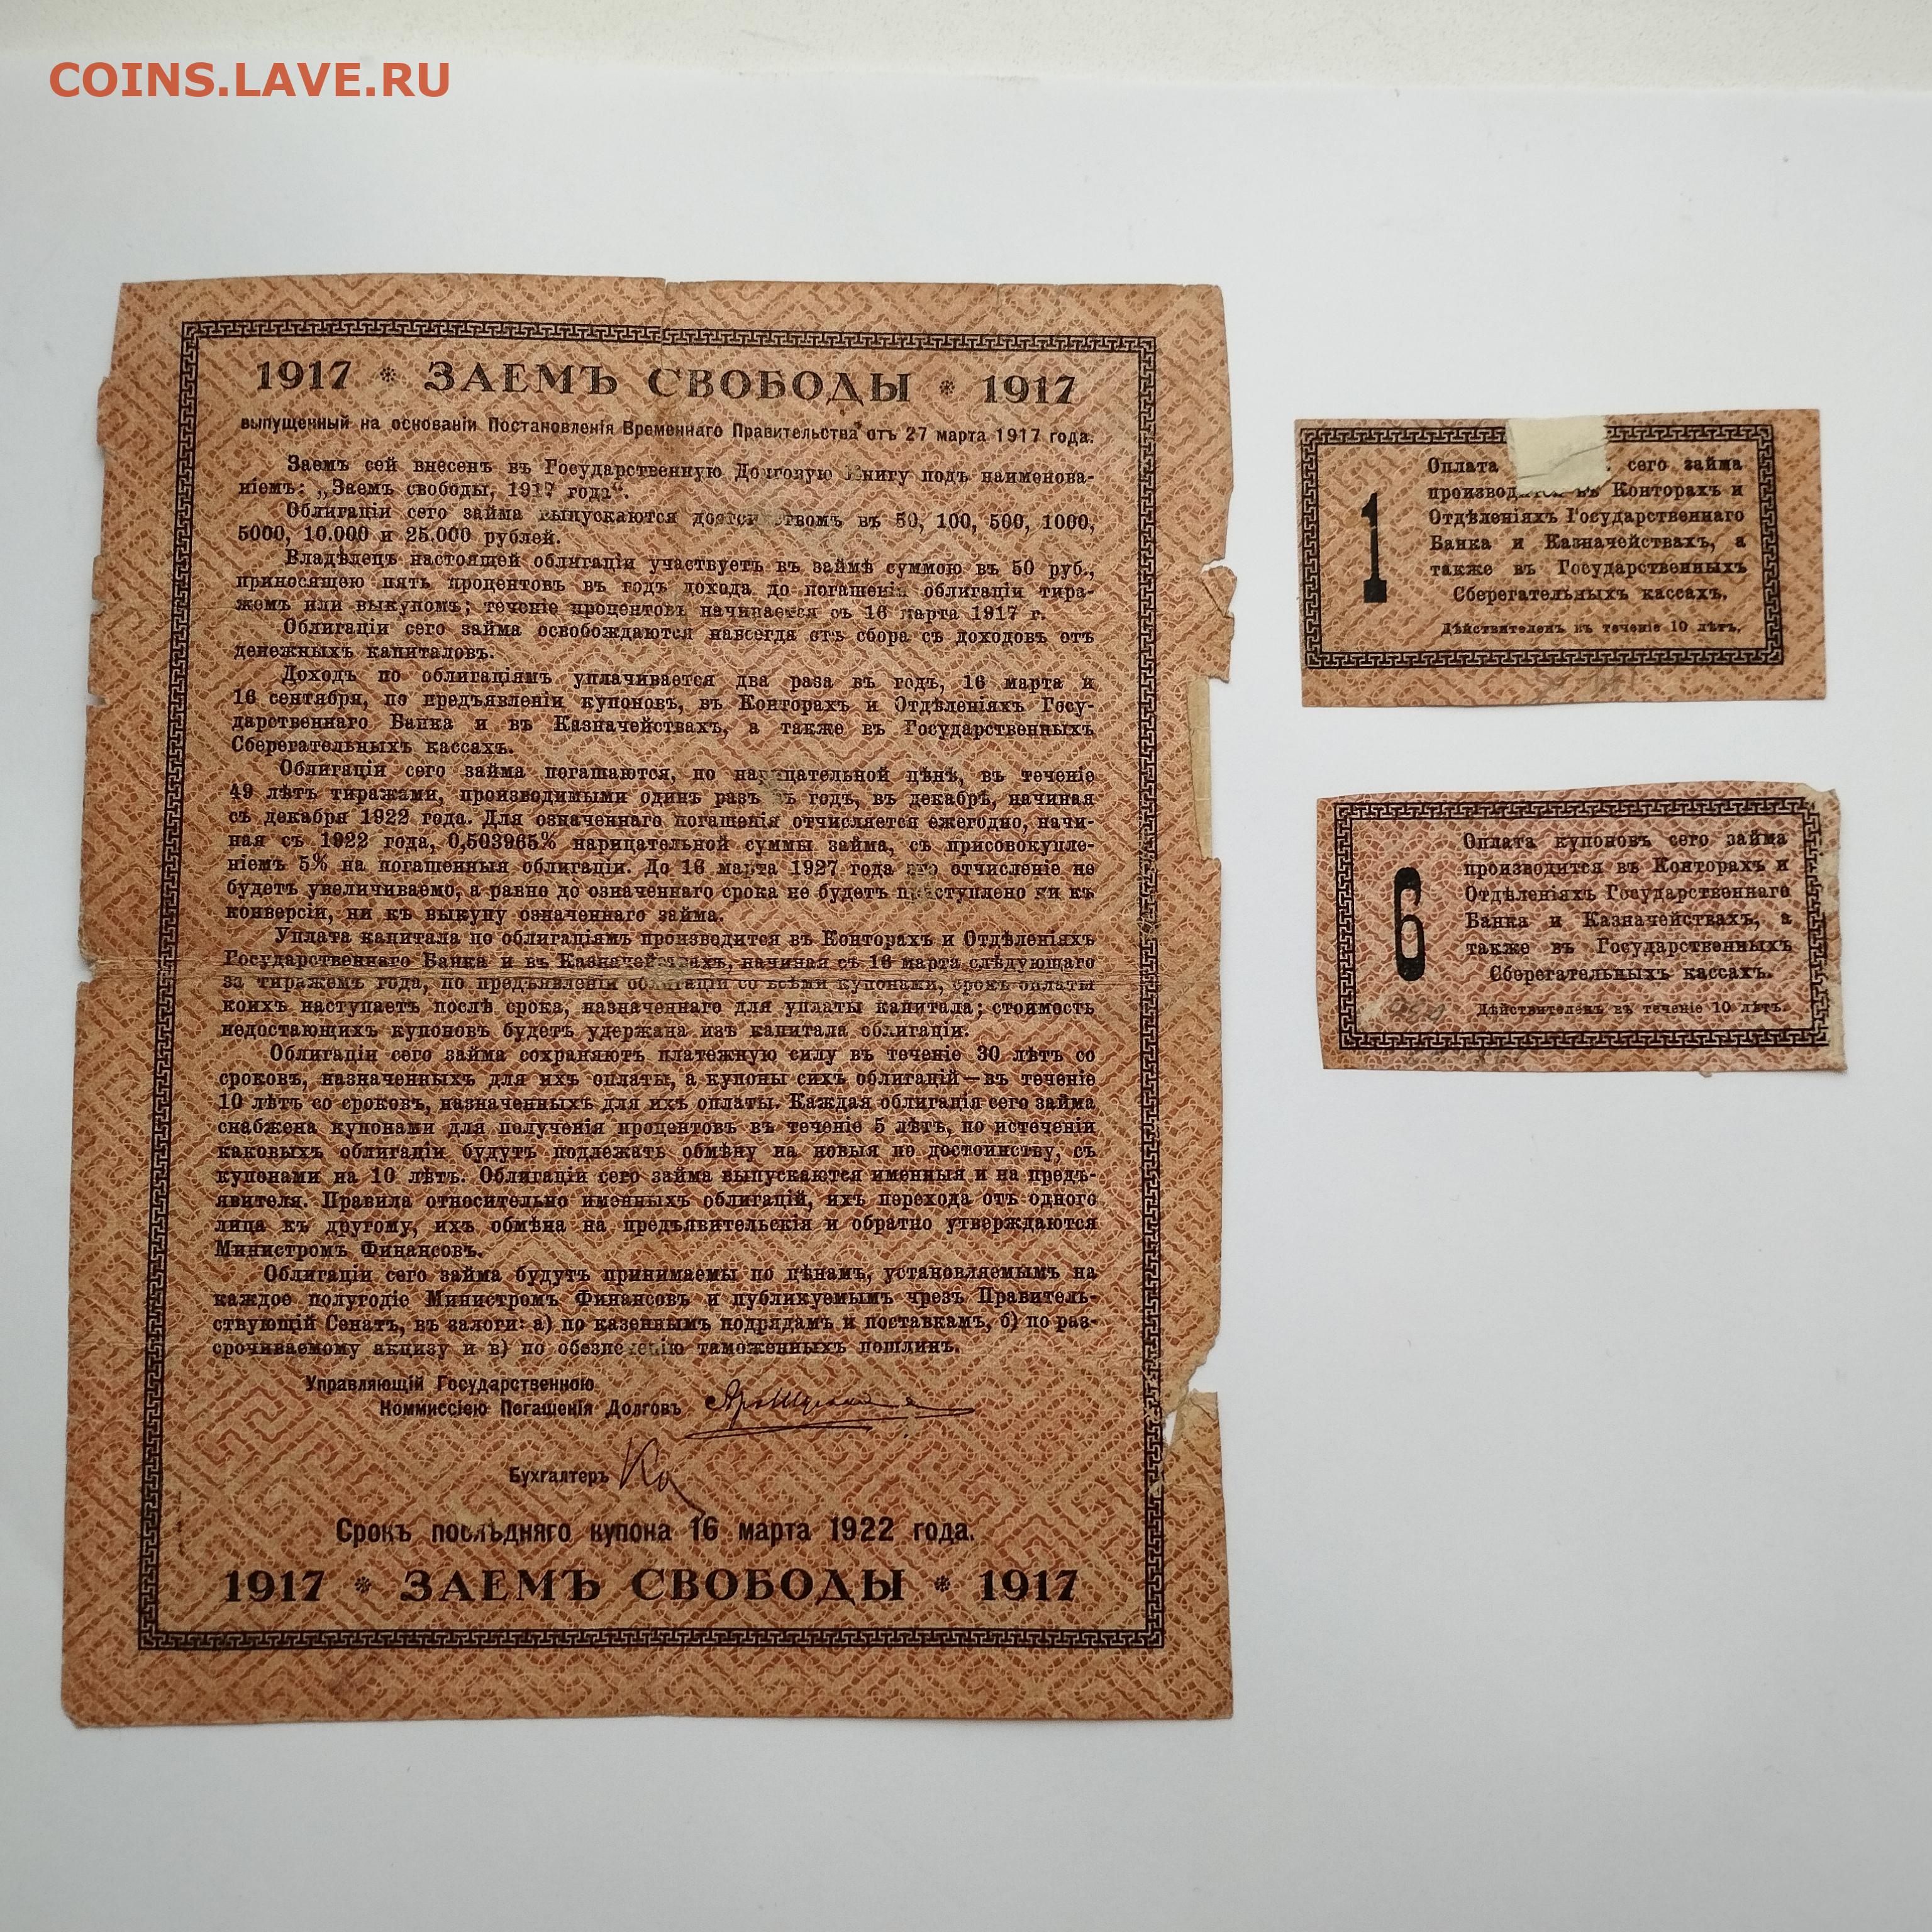 COINS.LAVE.RU
1917 * ЗАЕМЪ СВОБОДЫ * 1917
выпущенный на основаніи Постановленія Временнаго Правительства отъ 27 марта 1917 года.
Заемъ сей внесенъ въ Государственную Долговую Книгу подъ наименова-
ніемъ: „Заемъ свободы, 1917 года“.
Облигаціи сего займа выпускаются достоинствомъ въ 50, 100, 500, 1000,
5000, 10.000 и 25.000 рублей.
Владѣлецъ настоящей облигаціи участвуетъ въ займѣ суммою въ 50 руб.,
приносящею пять процентовъ въ годъ дохода до погашенія облигаціи тира-
жемъ или выкупомъ; теченіе процентовъ начинается съ 16 марта 1917 г.
Облигаціи сего займа освобождаются навсегда отъ сбора съ доходовъ отъ
денежныхъ капиталовъ.
Доходъ по облигаціямъ уплачивается два раза въ годъ, 16 марта и
16 сентября, по предъявленіи купоновъ, въ Конторахъ и Отдѣленіяхъ Госу-
дарственнаго Банка и въ Казначействахъ, а также въ Государственныхъ
Сберегательныхъ кассахъ.
Облигаціи сего займа погашаются, по нарицательной цѣнѣ, въ теченіе
49 лѣтъ тиражами, производимыми одинъ разъ въ годъ, въ декабрѣ, начиная
съ декабря 1922 года. Для означеннаго погашенія отчисляется ежегодно, начи-
ная съ 1922 года, 0,503965% нарицательной суммы займа, съ присовокупле-
ніемъ 5% на погашенныя облигаціи. До 16 марта 1927 года это отчисленіе не
будетъ увеличиваемо, а равно до означеннаго срока не будетъ приступлено ни къ
конверсіи, ни къ выкупу означеннаго займа.
Уплата капитала по облигаціямъ производится въ Конторахъ и Отдѣленіяхъ
Государственнаго Банка и въ Казначействахъ, начиная съ 16 марта слѣдующаго
за тиражемъ года, по предъявленіи облигаціи со всѣми купонами, срокъ оплаты
коихъ наступаетъ послѣ срока, назначеннаго для уплаты капитала; стоимость
недостающихъ купоновъ будетъ удержана изъ капитала облигаціи.
Облигаціи сего займа сохраняютъ платежную силу въ теченіе 30 лѣтъ со
сроковъ, назначенныхъ для ихъ оплаты, а купоны сихъ облигацій—въ теченіе
10 лѣтъ со сроковъ, назначенныхъ для ихъ оплаты. Каждая облигація сего займа
снабжена купонами для полученія процентовъ въ теченіе 5 лѣтъ, по истеченіи
каковыхъ облигаціи будутъ подлежать обмѣну на новыя по достоинству, съ
купонами на 10 лѣтъ. Облигаціи сего займа выпускаются именныя и на предъ-
явителя. Правила относительно именныхъ облигацій, ихъ перехода отъ одного
лица къ другому, ихъ обмѣна на предъявительскія и обратно утверждаются
Министромъ Финансовъ.
Облигаціи сего займа будутъ принимаемы по цѣнамъ, установляемымъ на
каждое полугодіе Министромъ Финансовъ и публикуемымъ чрезъ Правитель-
ствующій Сенатъ, въ залоги: а) по казеннымъ подрядамъ и поставкамъ, б) по раз-
срочиваемому акцизу и в) по обезпеченію таможенныхъ пошлинъ.
Управляющій Государственною
Коммиссіею Погашенія Долговъ
Бухгалтеръ
Срокъ послѣдняго купона 16 марта 1922 года.
1917 * ЗАЕМЪ СВОБОДЫ * 1917
1
Оплата сего займа
производится въ Конторахъ и
Отдѣленіяхъ Государственнаго
Банка и Казначействахъ, а
также въ Государственныхъ
Сберегательныхъ кассахъ.
Дѣйствителенъ въ теченіе 10 лѣтъ.
6
Оплата купоновъ сего займа
производится въ Конторахъ и
Отдѣленіяхъ Государственнаго
Банка и Казначействахъ, а
также въ Государственныхъ
Сберегательныхъ кассахъ.
Дѣйствителенъ въ теченіе 10 лѣтъ.